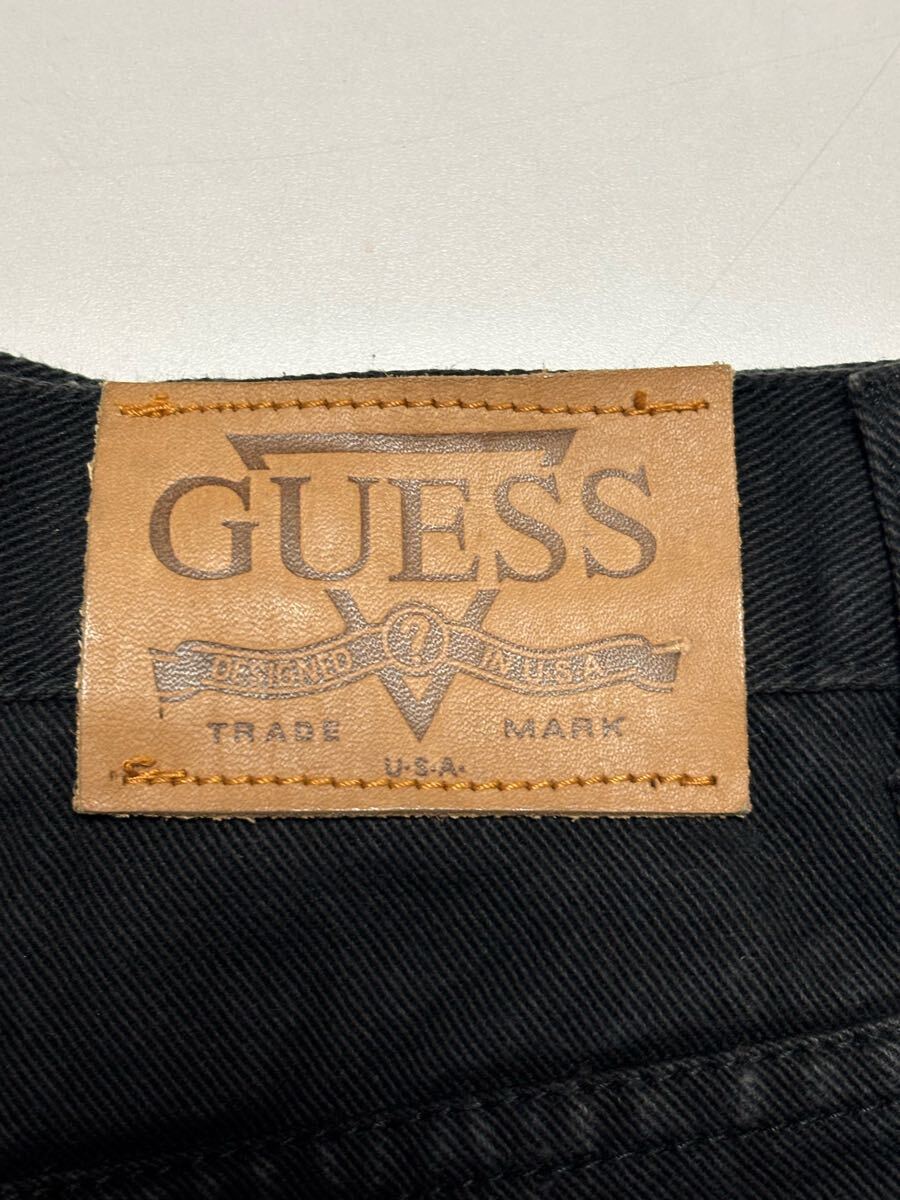 GUESS
DESIGNED ? IN U.S.A
TRADE MARK
U·S·A·